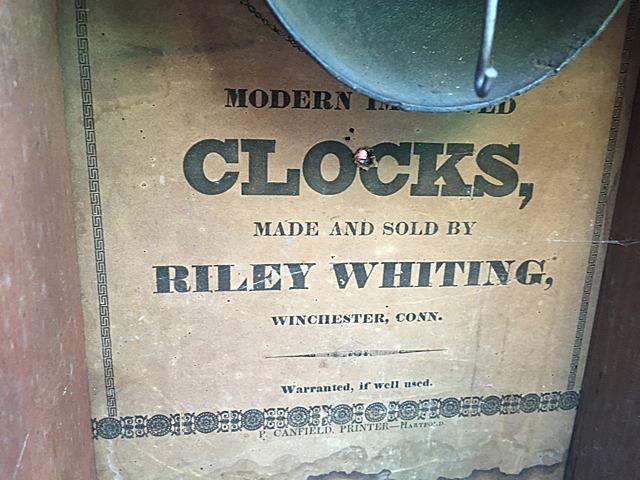 MODERN
CLOCKS,
MADE AND SOLD BY
RILEY WHITING,
WINCHESTER, CONN.
Warranted, if well used.
P. CANFIELD, PRINTER—HARTFORD.